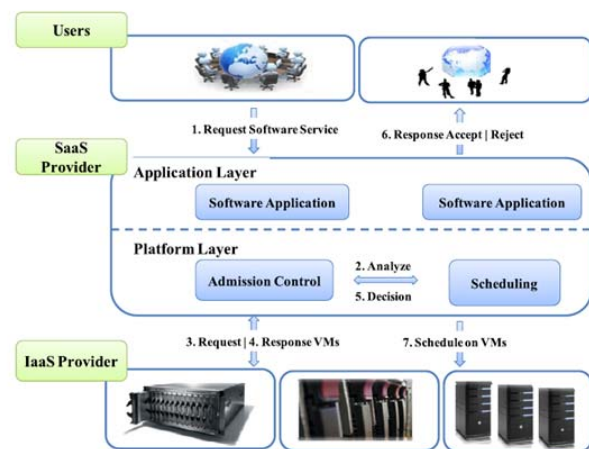 Users
1. Request Software Service
6. Response Accept | Reject
SaaS
Provider
Application Layer
Software Application
Software Application
Platform Layer
Admission Control
2. Analyze
5. Decision
Scheduling
3. Request | 4. Response VMs
7. Schedule on VMs
IaaS Provider